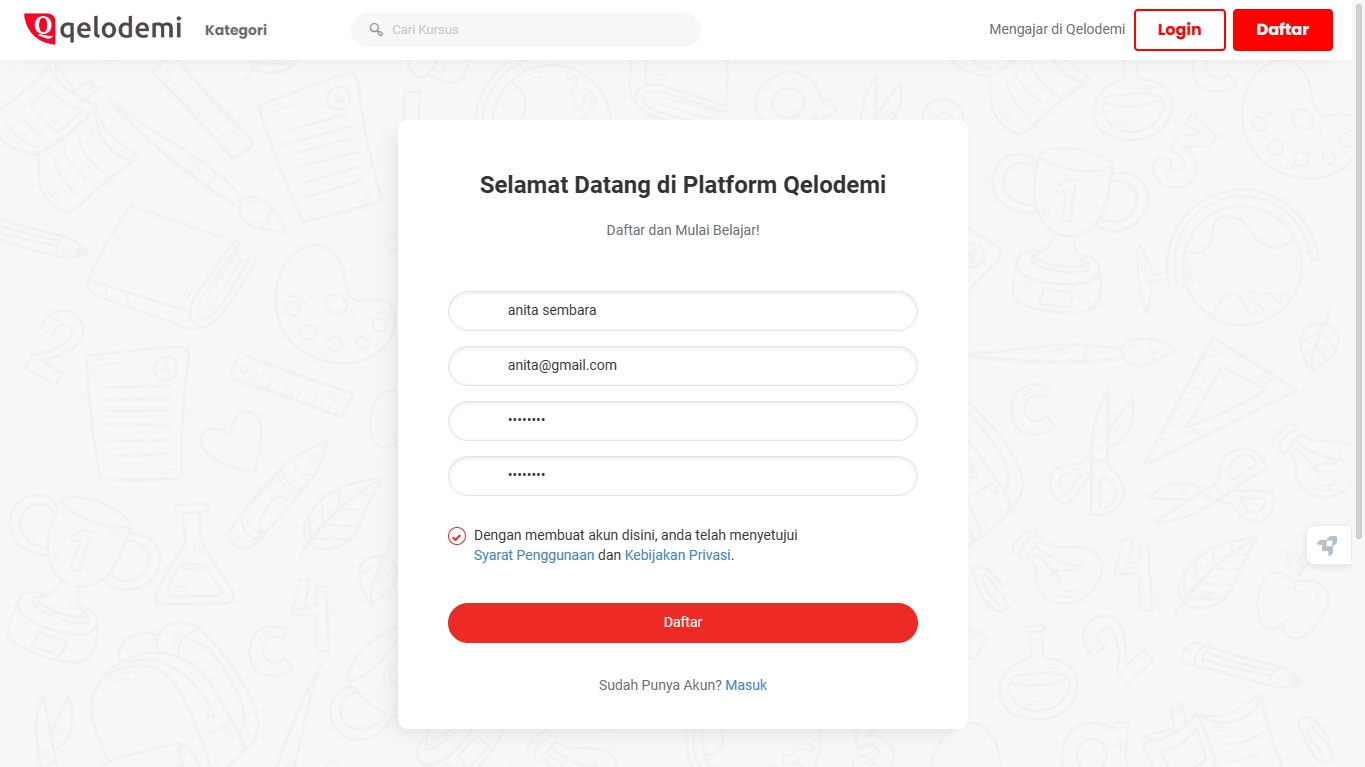 Qqelodemi
Kategori
Cari Kursus
Mengajar di Qelodemi
Login
Daftar
Selamat Datang di Platform Qelodemi
Daftar dan Mulai Belajar!
anita sembara
anita@gmail.com
••••••••
••••••••
Dengan membuat akun disini, anda telah menyetujui
Syarat Penggunaan dan Kebijakan Privasi.
Daftar
Sudah Punya Akun? Masuk